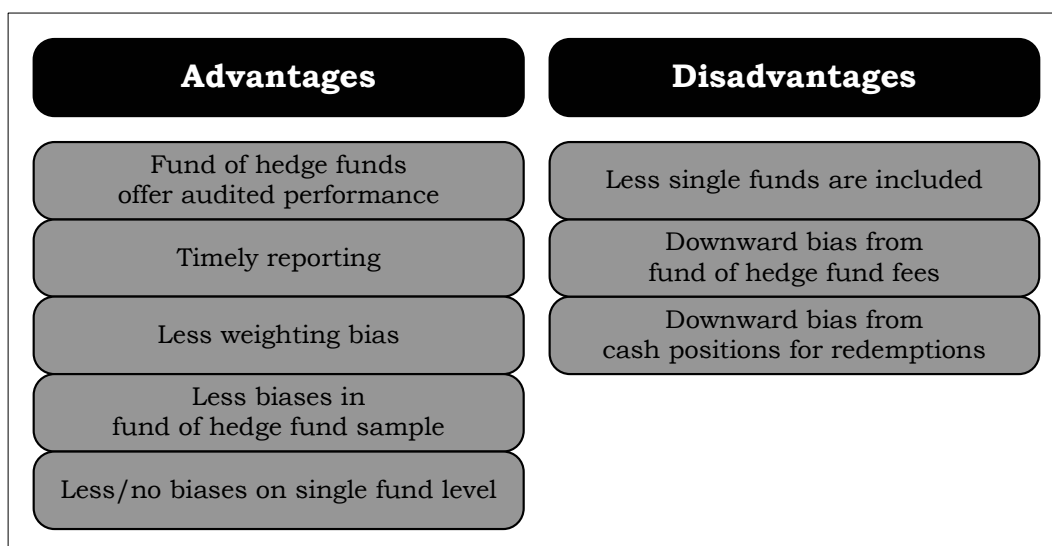 Advantages
Fund of hedge funds
offer audited performance
Timely reporting
Less weighting bias
Less biases in
fund of hedge fund sample
Less/no biases on single fund level
Disadvantages
Less single funds are included
Downward bias from
fund of hedge fund fees
Downward bias from
cash positions for redemptions